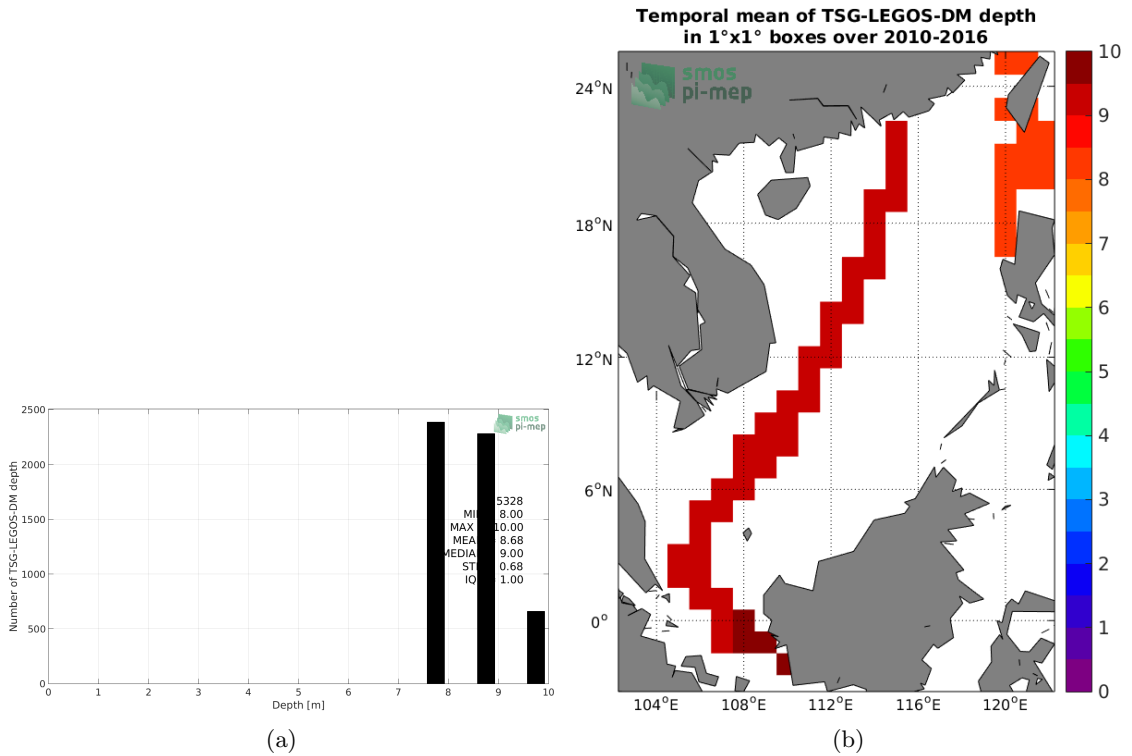 Temporal mean of TSG-LEGOS-DM depth
in 1°x1° boxes over 2010-2016
smos
pi-mep
24°N
18°N
12°N
6°N
0°
104°E 108°E 112°E 116°E 120°E
10
9
8
7
6
5
4
3
2
1
0
(b)
smos
pi-mep
Number of TSG-LEGOS-DM depth
2500
2000
1500
1000
500
0
5328
8.00
MAX 10.00
8.68
MEDIAN 9.00
0.68
1.00
0 1 2 3 4 5 6 7 8 9 10
Depth [m]
(a)